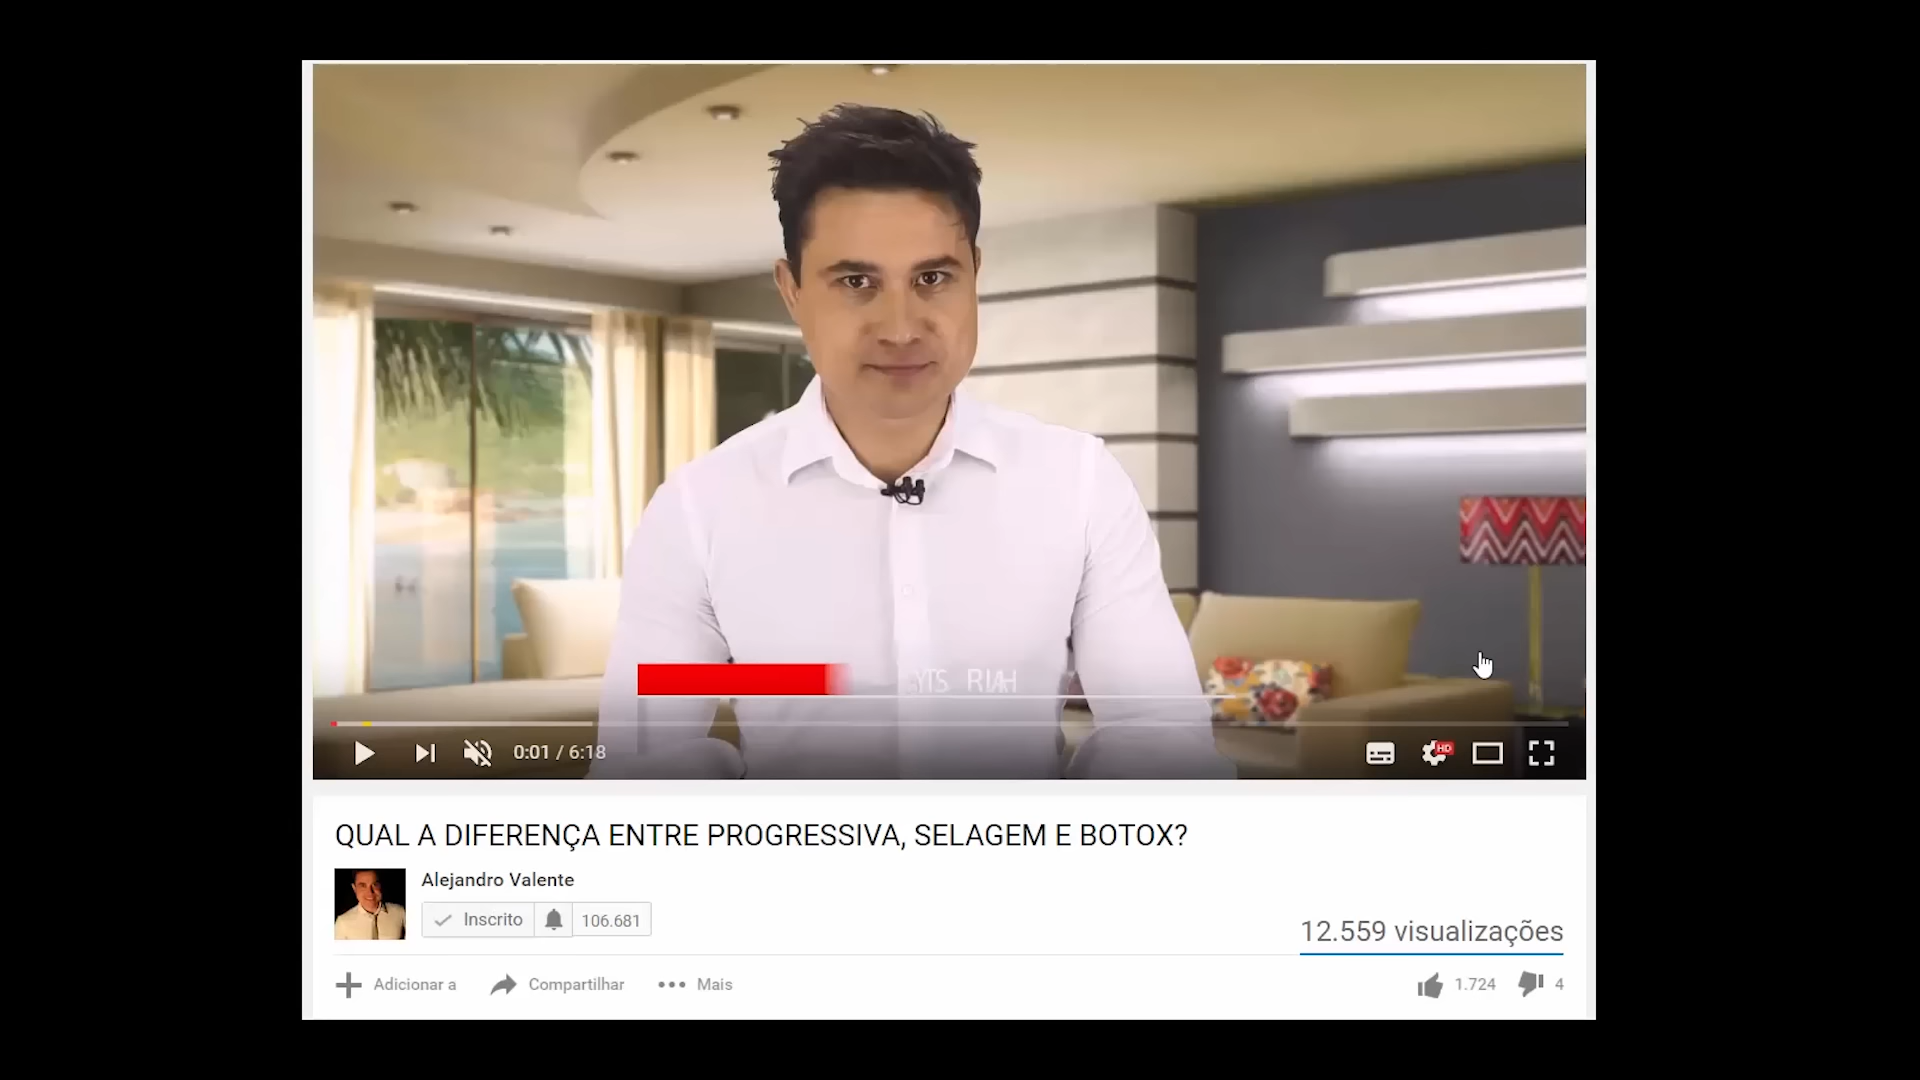 HD
0:01 / 6:18
QUAL A DIFERENÇA ENTRE PROGRESSIVA, SELAGEM E BOTOX?
Alejandro Valente
Inscrito
106.681
12.559 visualizações
Adicionar a
Compartilhar
Mais
1.724
4